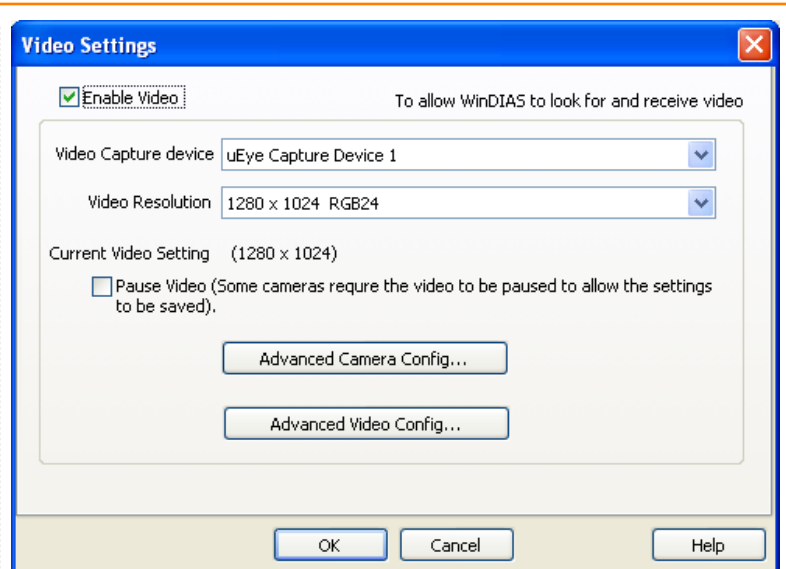 Video Settings
Enable Video
To allow WinDIAS to look for and receive video
Video Capture device
uEye Capture Device 1
Video Resolution
1280 x 1024 RGB24
Current Video Setting (1280 x 1024)
Pause Video (Some cameras requre the video to be paused to allow the settings
to be saved).
Advanced Camera Config...
Advanced Video Config...
OK
Cancel
Help